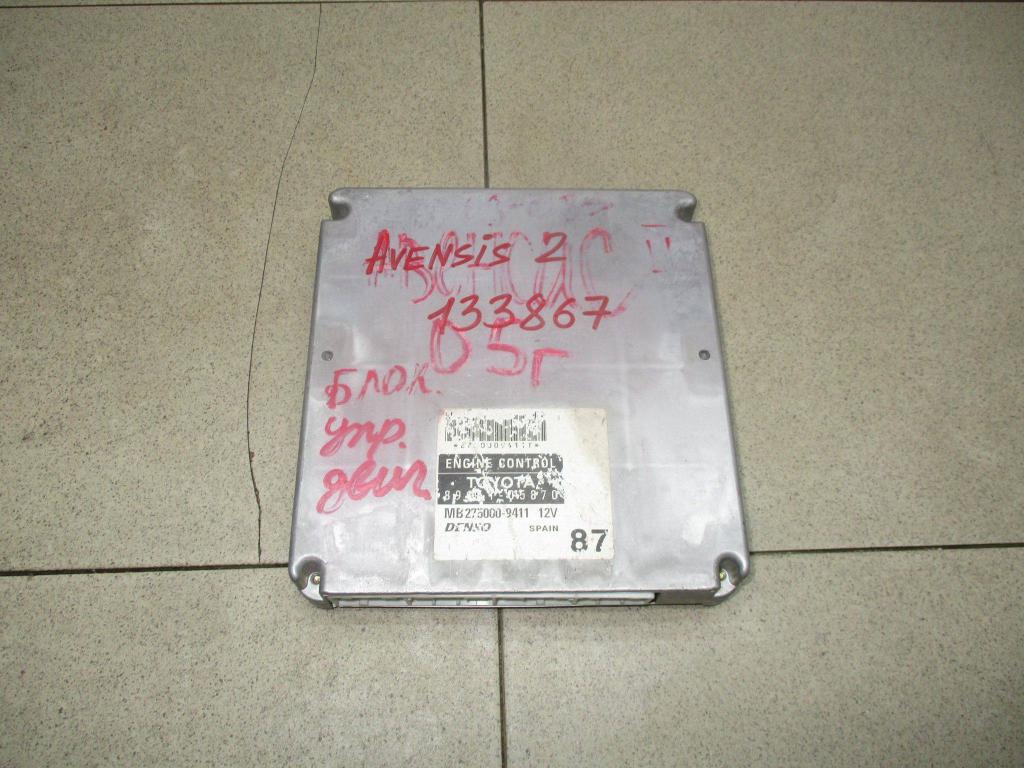 AVENSIS 2
Авенсис II
133867
05г
БЛОК.
упр.
двиг
ENGINE CONTROL
TOYOTA
MB275000-9411 12V
DENSO SPAIN
87